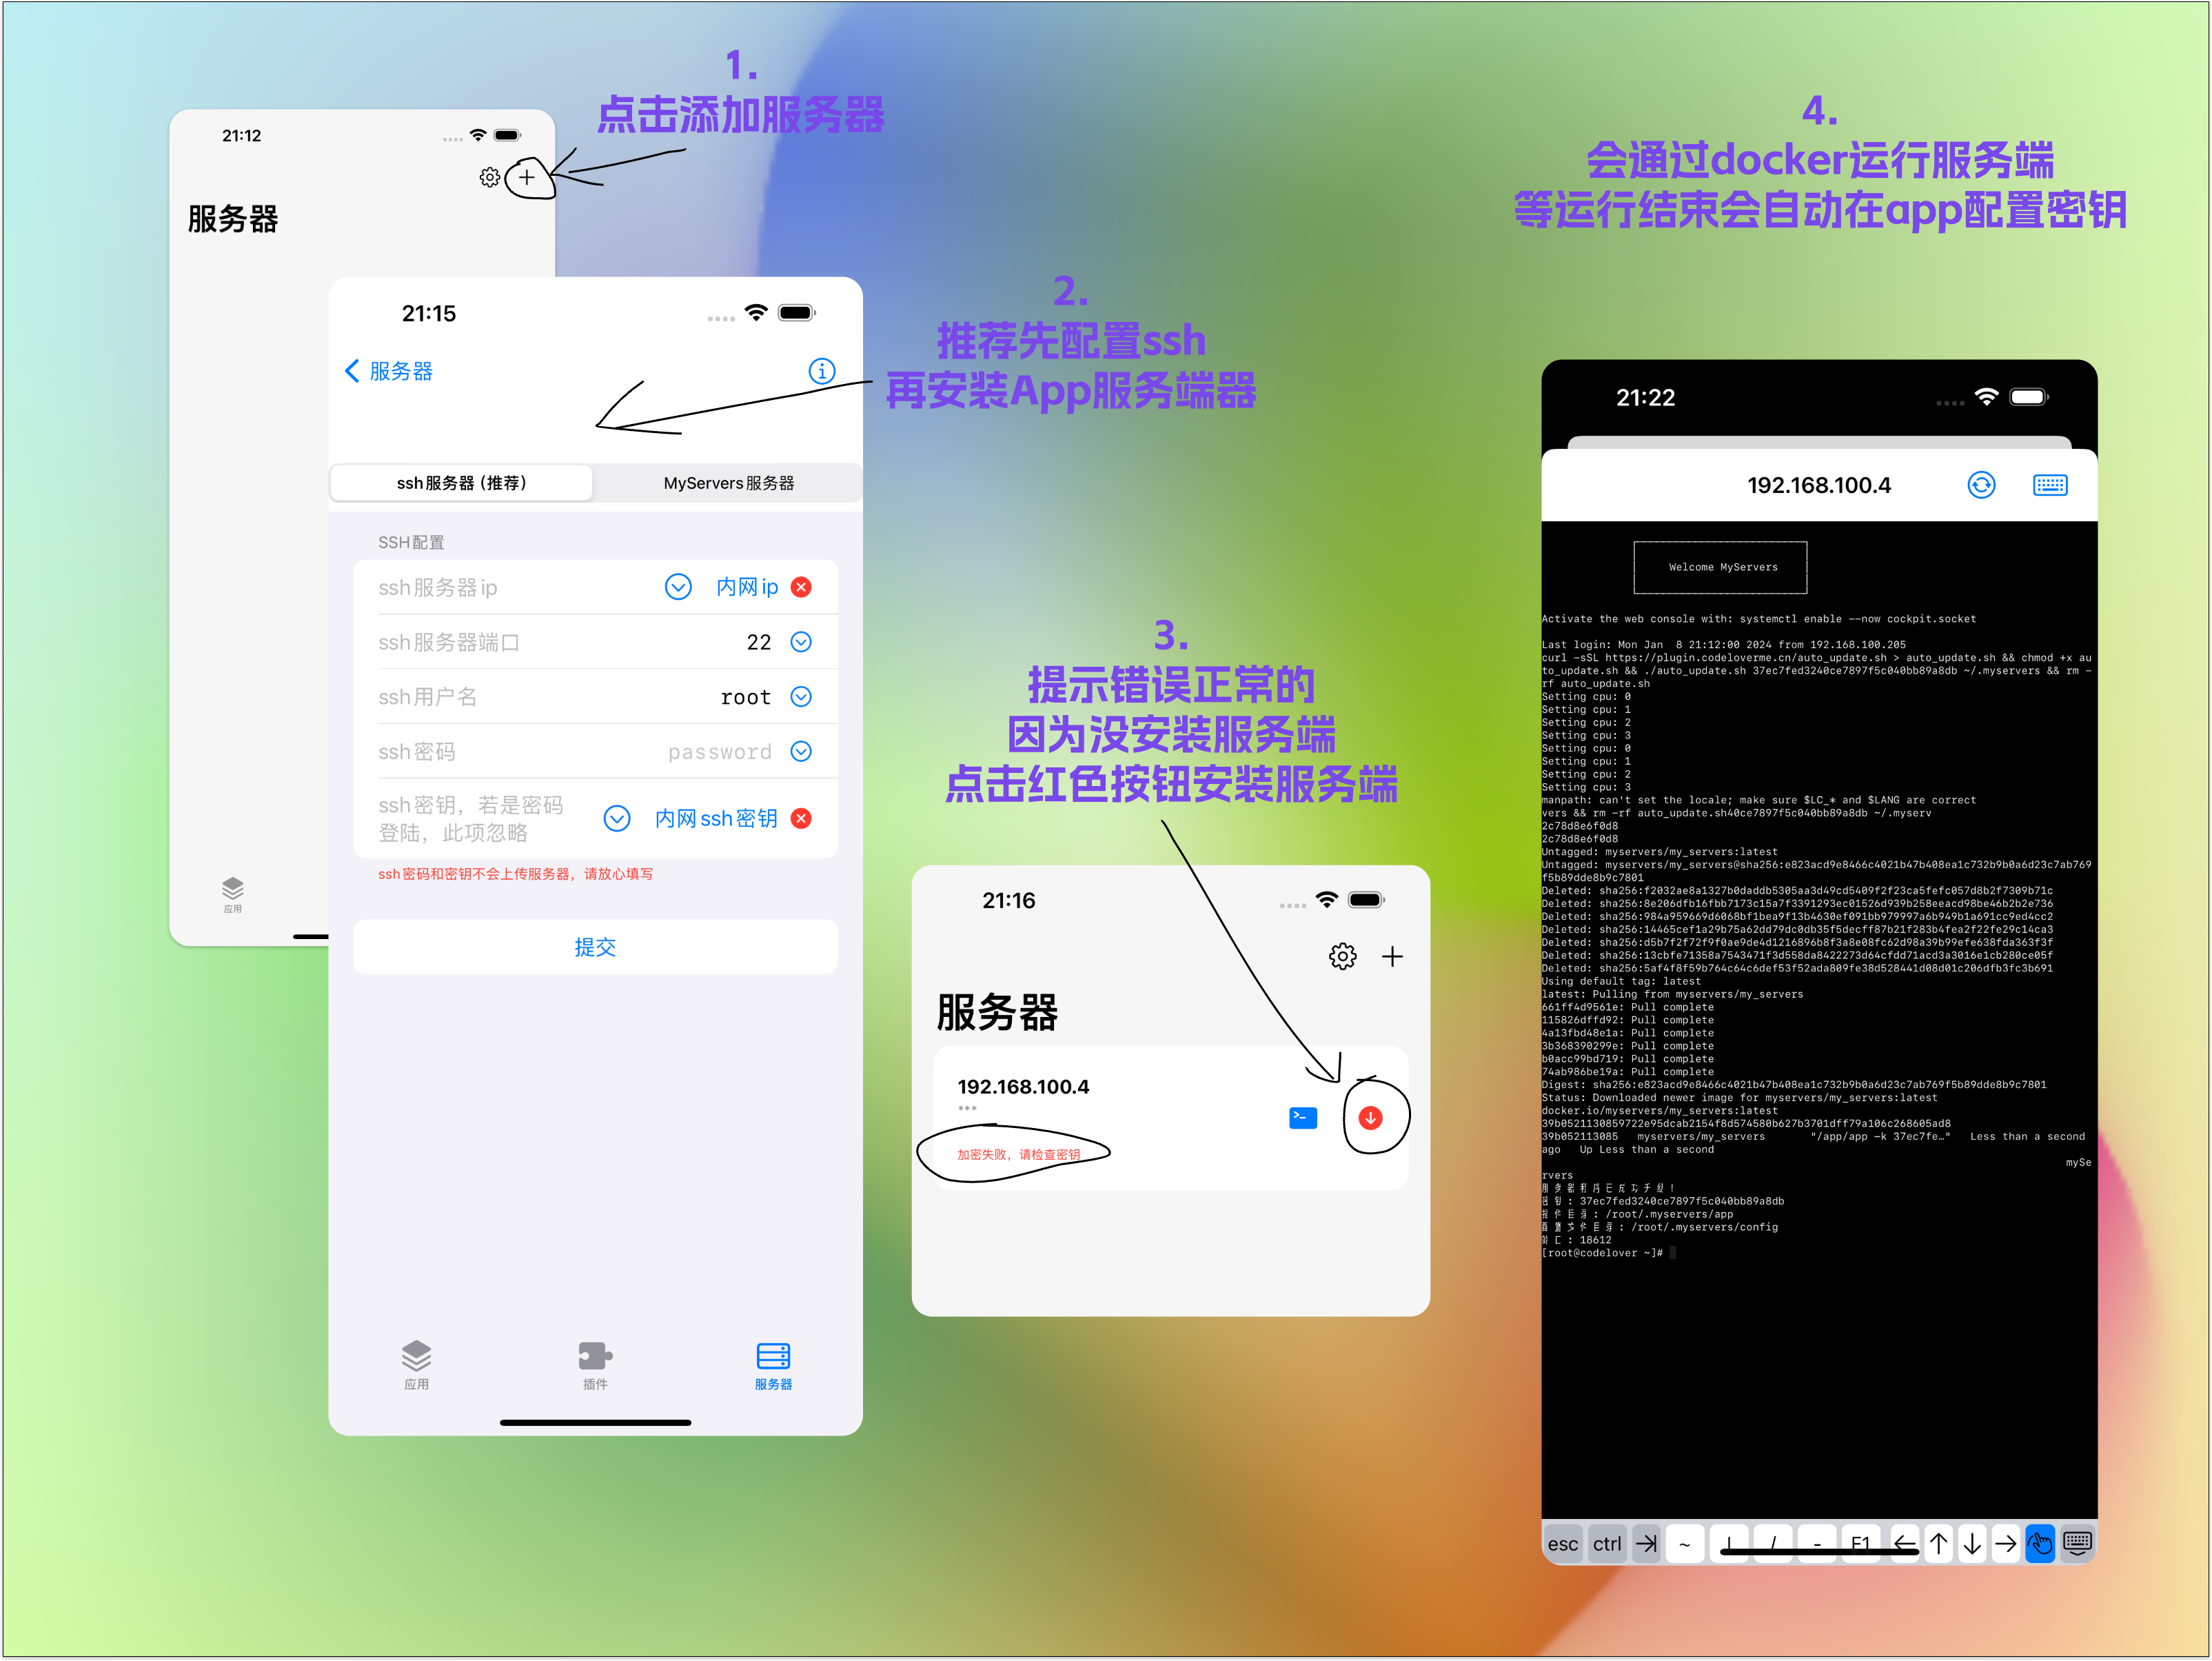 1.
点击添加服务器
21:12
服务器
应用
2.
推荐先配置ssh
再安装App服务端器
21:15
服务器
ssh服务器（推荐）
MyServers服务器
SSH配置
ssh服务器ip
内网ip
ssh服务器端口
22
ssh用户名
root
ssh密码
password
ssh密钥，若是密码
登陆，此项忽略
内网ssh密钥
ssh密码和密钥不会上传服务器，请放心填写
提交
应用
插件
服务器
3.
提示错误正常的
因为没安装服务端
点击红色按钮安装服务端
21:16
服务器
192.168.100.4
***
加密失败，请检查密钥
4.
会通过docker运行服务端
等运行结束会自动在app配置密钥
21:22
192.168.100.4
Welcome MyServers
Activate the web console with: systemctl enable --now cockpit.socket
Last login: Mon Jan  8 21:12:00 2024 from 192.168.100.205
curl -sSL https://plugin.codeloverme.cn/auto_update.sh > auto_update.sh && chmod +x au
to_update.sh && ./auto_update.sh 37ec7fed3240ce7897f5c040bb89a8db ~/.myservers && rm -
rf auto_update.sh
Setting cpu: 0
Setting cpu: 1
Setting cpu: 2
Setting cpu: 3
Setting cpu: 0
Setting cpu: 1
Setting cpu: 2
Setting cpu: 3
manpath: can't set the locale; make sure $LC_* and $LANG are correct
vers && rm -rf auto_update.sh40ce7897f5c040bb89a8db ~/.myserv
2c78d8e6f0d8
2c78d8e6f0d8
Untagged: myservers/my_servers:latest
Untagged: myservers/my_servers@sha256:e823acd9e8466c4021b47b408ea1c732b9b0a6d23c7ab769
f5b89dde8b9c7801
Deleted: sha256:f2032ae8a1327b0daddb5305aa3d49cd5409f2f23ca5fefc057d8b2f7309b71c
Deleted: sha256:8e206dfb16fbb7173c15a7f3391293ec01526d939b258eeacd98be46b2b2e736
Deleted: sha256:984a959669d6068bf1bea9f13b4630ef091bb979997a6b949b1a691cc9ed4cc2
Deleted: sha256:14465cef1a29b75a62dd79dc0db35f5decff87b21f283b4fea2f22fe29c14ca3
Deleted: sha256:d5b7f2f72f9f0ae9de4d1216896b8f3a8e08fc62d98a39b99efe638fda363f3f
Deleted: sha256:13cbfe71358a7543471f3d558da8422273d64cfdd71acd3a3016e1cb280ce05f
Deleted: sha256:5af4f8f59b764c64c6def53f52ada809fe38d528441d08d01c206dfb3fc3b691
Using default tag: latest
latest: Pulling from myservers/my_servers
661ff4d9561e: Pull complete
115826dffd92: Pull complete
4a13fbd48e1a: Pull complete
3b368390299e: Pull complete
b0acc99bd719: Pull complete
74ab986be19a: Pull complete
Digest: sha256:e823acd9e8466c4021b47b408ea1c732b9b0a6d23c7ab769f5b89dde8b9c7801
Status: Downloaded newer image for myservers/my_servers:latest
docker.io/myservers/my_servers:latest
39b0521130859722e95dcab2154f8d574580b627b3701dff79a106c268605ad8
39b052113085   myservers/my_servers       "/app/app -k 37ec7fe…"   Less than a second
ago   Up Less than a second
mySe
rvers
: 37ec7fed3240ce7897f5c040bb89a8db
: /root/.myservers/app
: /root/.myservers/config
: 18612
[root@codelover ~]#
esc ctrl ~ / - F1